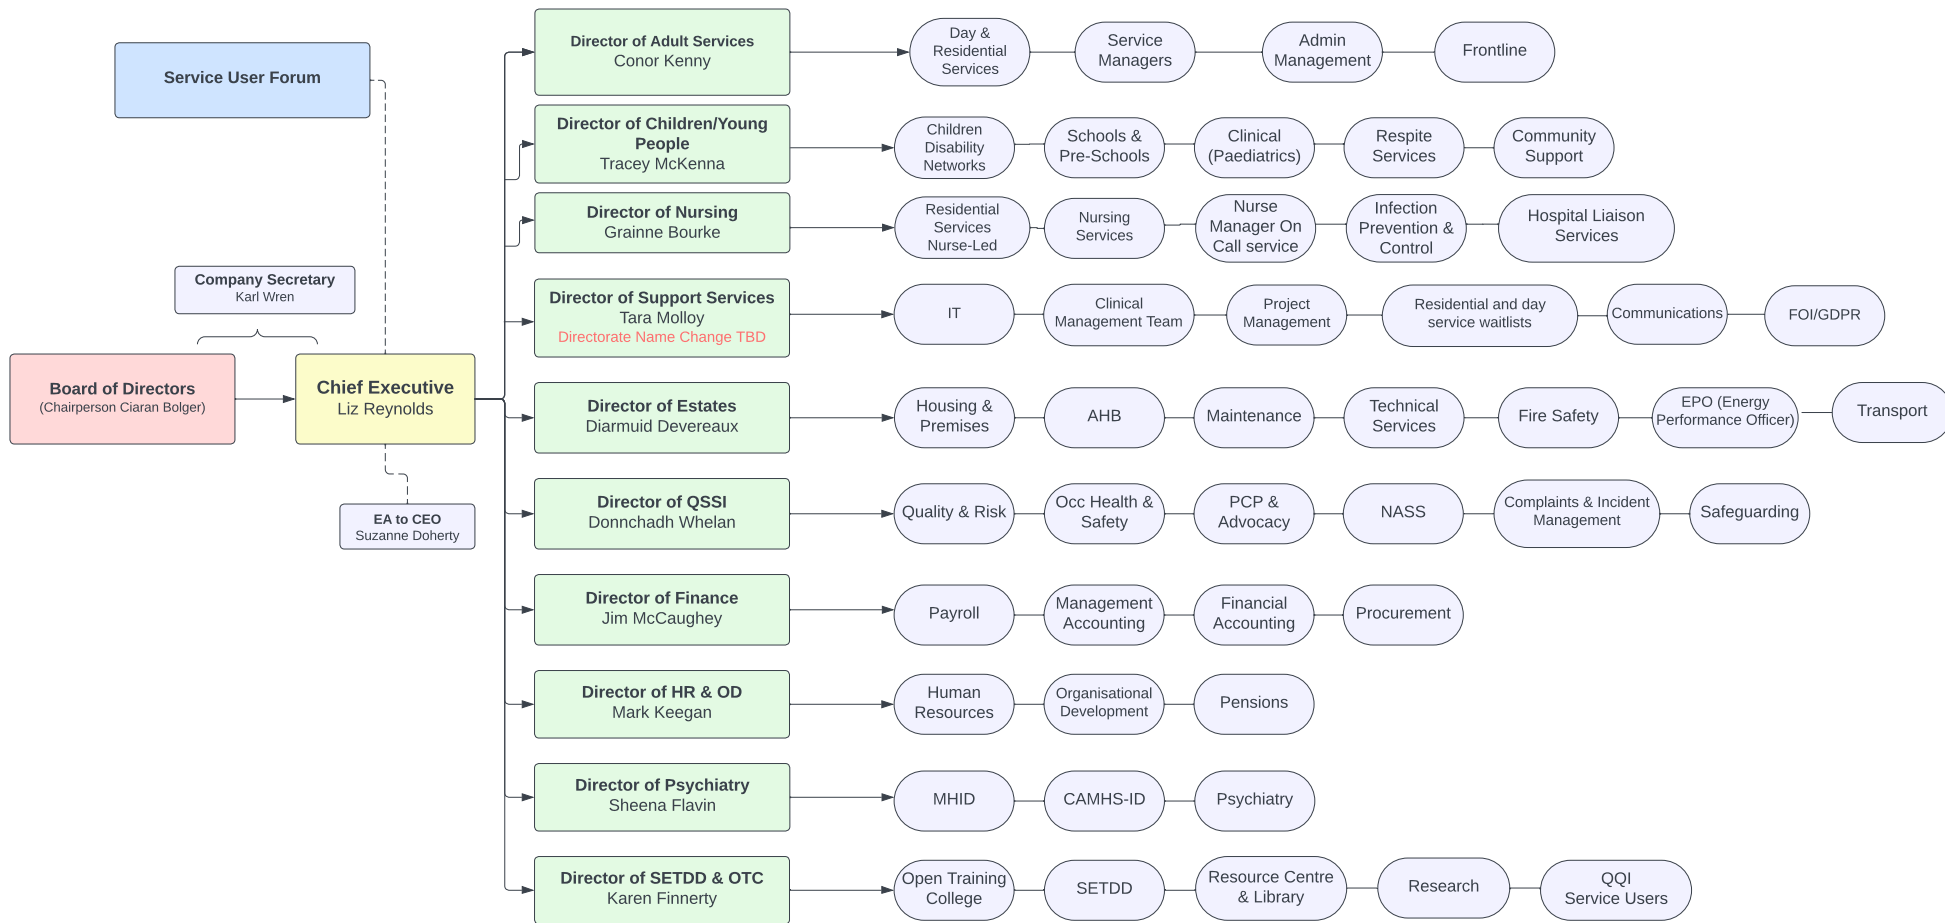 Service User Forum
Company Secretary
Karl Wren
Board of Directors
(Chairperson Ciaran Bolger)
Chief Executive
Liz Reynolds
EA to CEO
Suzanne Doherty
Director of Adult Services
Conor Kenny
Day &
Residential
Services
Service
Managers
Admin
Management
Frontline
Director of Children/Young
People
Tracey McKenna
Children
Disability
Networks
Schools &
Pre-Schools
Clinical
(Paediatrics)
Respite
Services
Community
Support
Director of Nursing
Grainne Bourke
Residential
Services
Nurse-Led
Nursing
Services
Nurse
Manager On
Call service
Infection
Prevention &
Control
Hospital Liaison
Services
Director of Support Services
Tara Molloy
Directorate Name Change TBD
IT
Clinical
Management Team
Project
Management
Residential and day
service waitlists
Communications
FOI/GDPR
Director of Estates
Diarmuid Devereaux
Housing &
Premises
AHB
Maintenance
Technical
Services
Fire Safety
EPO (Energy
Performance Officer)
Transport
Director of QSSI
Donnchadh Whelan
Quality & Risk
Occ Health &
Safety
PCP &
Advocacy
NASS
Complaints & Incident
Management
Safeguarding
Director of Finance
Jim McCaughey
Payroll
Management
Accounting
Financial
Accounting
Procurement
Director of HR & OD
Mark Keegan
Human
Resources
Organisational
Development
Pensions
Director of Psychiatry
Sheena Flavin
MHID
CAMHS-ID
Psychiatry
Director of SETDD & OTC
Karen Finnerty
Open Training
College
SETDD
Resource Centre
& Library
Research
QQI
Service Users